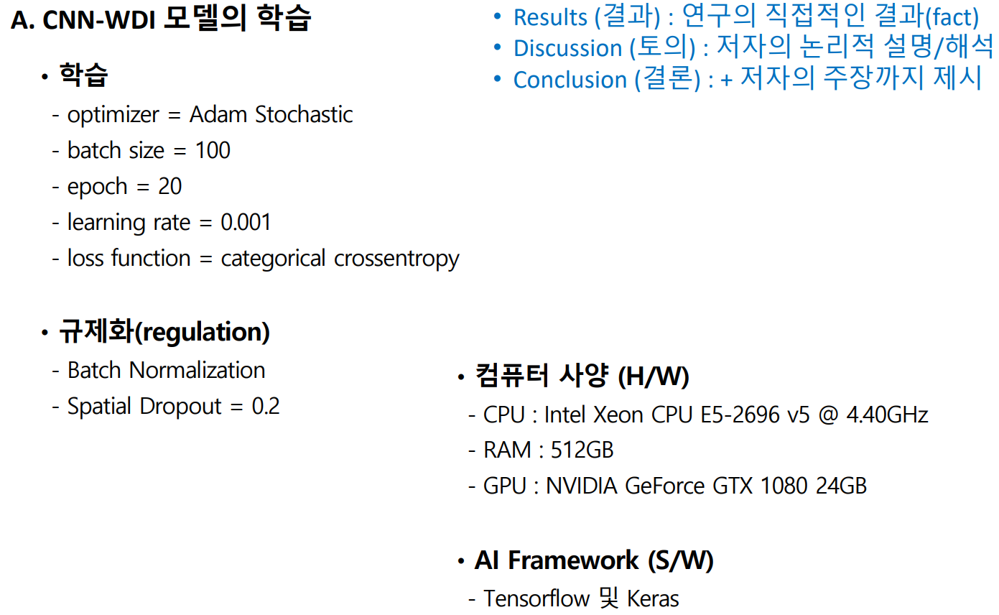 A. CNN-WDI 모델의 학습
• Results (결과) : 연구의 직접적인 결과(fact)
• Discussion (토의) : 저자의 논리적 설명/해석
• Conclusion (결론) : + 저자의 주장까지 제시
• 학습
- optimizer = Adam Stochastic
- batch size = 100
- epoch = 20
- learning rate = 0.001
- loss function = categorical crossentropy
• 규제화(regulation)
- Batch Normalization
- Spatial Dropout = 0.2
• 컴퓨터 사양 (H/W)
- CPU : Intel Xeon CPU E5-2696 v5 @ 4.40GHz
- RAM : 512GB
- GPU : NVIDIA GeForce GTX 1080 24GB
• AI Framework (S/W)
- Tensorflow 및 Keras